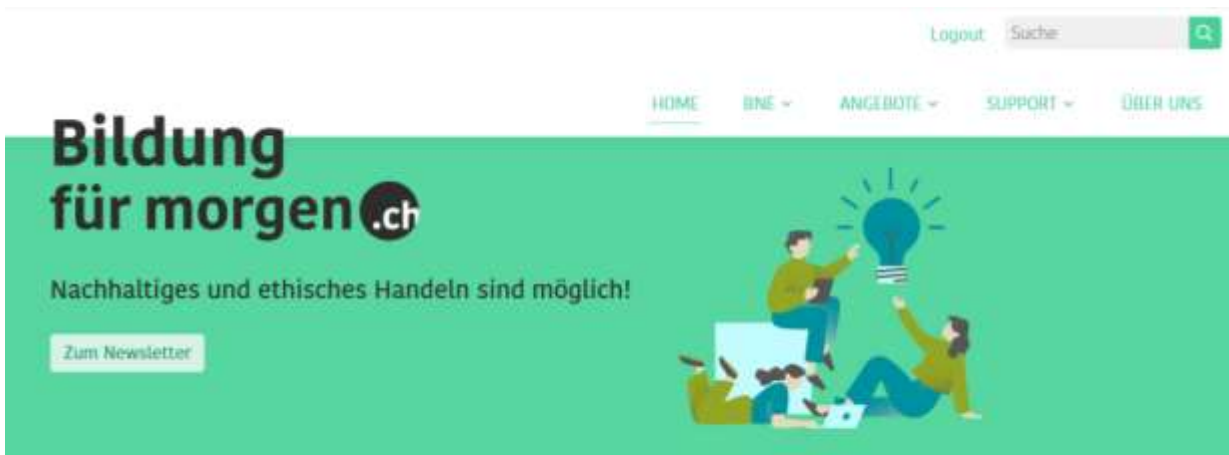 Logout Suche
HOME BNE ANGEBOTE SUPPORT ÜBER UNS
Bildung
für morgen.ch
Nachhaltiges und ethisches Handeln sind möglich!
Zum Newsletter